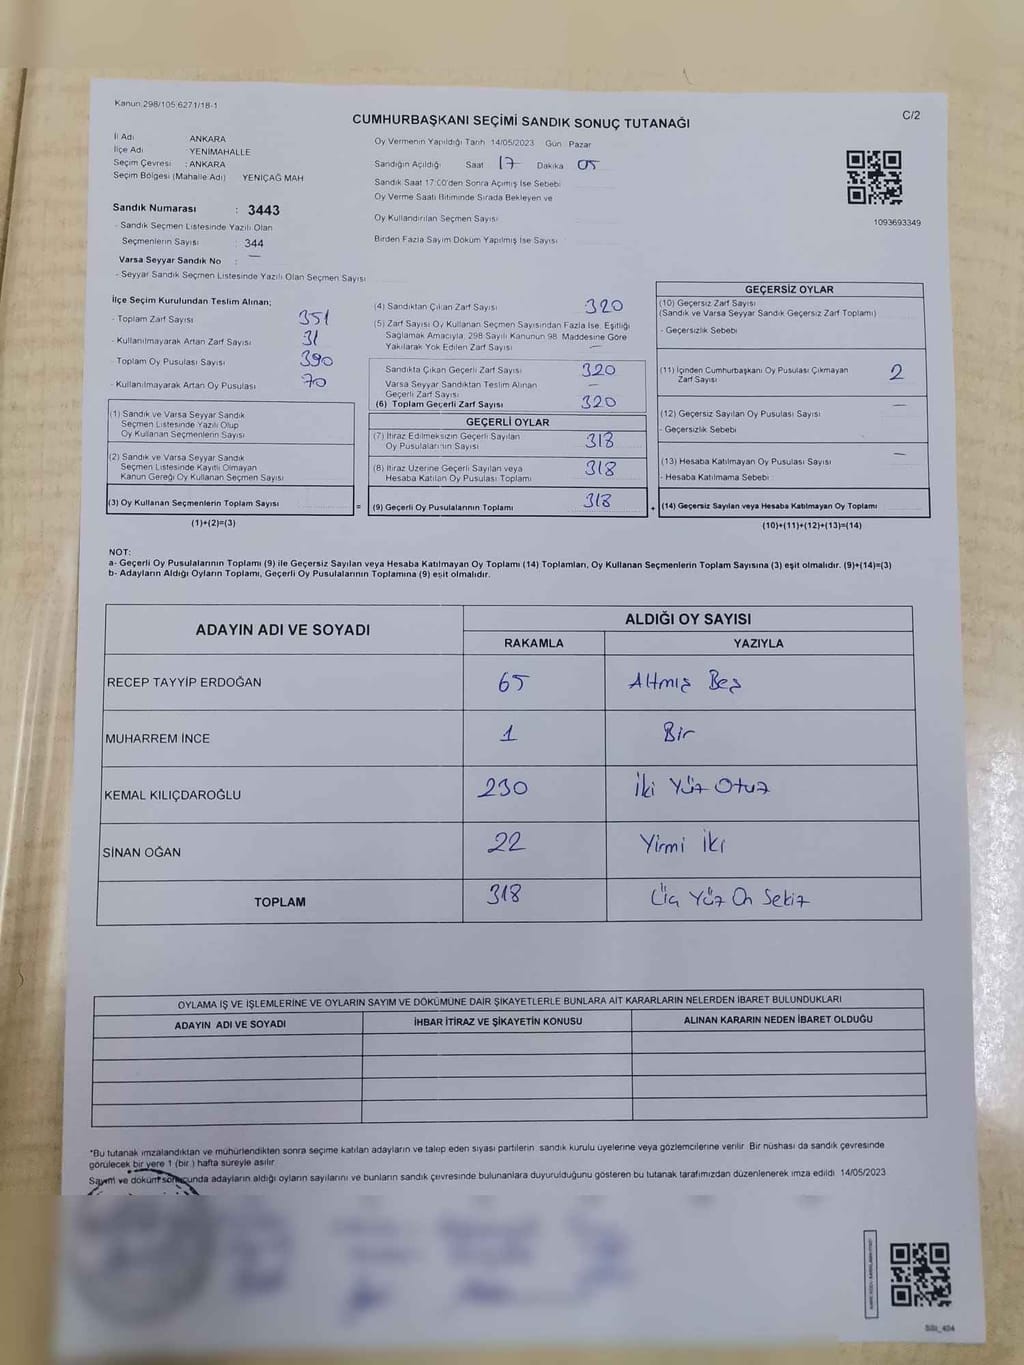 Kanun 298/105 6271/18-1
C/2
CUMHURBAŞKANI SEÇİMİ SANDIK SONUÇ TUTANAĞI
İl Adı ANKARA
İlçe Adı YENİMAHALLE
Seçim Çevresi : ANKARA
Seçim Bölgesi (Mahalle Adı) YENİÇAĞ MAH
Sandık Numarası : 3443
- Sandık Seçmen Listesinde Yazılı Olan
Seçmenlerin Sayısı : 344
Varsa Seyyar Sandık No : —
- Seyyar Sandık Seçmen Listesinde Yazılı Olan Seçmen Sayısı
Oy Vermenin Yapıldığı Tarih 14/05/2023 Gün Pazar
Sandığın Açıldığı Saat 17 Dakika 05
Sandık Saat 17:00'den Sonra Açılmış İse Sebebi
Oy Verme Saati Bitiminde Sırada Bekleyen ve
Oy Kullandırılan Seçmen Sayısı
Birden Fazla Sayım Döküm Yapılmış İse Sayısı
1093693349
İlçe Seçim Kurulundan Teslim Alınan;
- Toplam Zarf Sayısı 351
- Kullanılmayarak Artan Zarf Sayısı 31
- Toplam Oy Pusulası Sayısı 390
- Kullanılmayarak Artan Oy Pusulası 70
(1) Sandık ve Varsa Seyyar Sandık
Seçmen Listesinde Yazılı Olup
Oy Kullanan Seçmenlerin Sayısı
(2) Sandık ve Varsa Seyyar Sandık
Seçmen Listesinde Kayıtlı Olmayan
Kanun Gereği Oy Kullanan Seçmen Sayısı
(3) Oy Kullanan Seçmenlerin Toplam Sayısı
(1)+(2)=(3)
(4) Sandıktan Çıkan Zarf Sayısı 320
(5) Zarf Sayısı Oy Kullanan Seçmen Sayısından Fazla İse, Eşitliği
Sağlamak Amacıyla, 298 Sayılı Kanunun 98. Maddesine Göre
Yakılarak Yok Edilen Zarf Sayısı —
Sandıkta Çıkan Geçerli Zarf Sayısı 320
Varsa Seyyar Sandıktan Teslim Alınan
Geçerli Zarf Sayısı —
(6) Toplam Geçerli Zarf Sayısı 320
GEÇERLİ OYLAR
(7) İtiraz Edilmeksizin Geçerli Sayılan
Oy Pusulalarının Sayısı 318
(8) İtiraz Üzerine Geçerli Sayılan veya
Hesaba Katılan Oy Pusulası Toplamı 318
= (9) Geçerli Oy Pusulalarının Toplamı 318 +
GEÇERSİZ OYLAR
(10) Geçersiz Zarf Sayısı
(Sandık ve Varsa Seyyar Sandık Geçersiz Zarf Toplamı)
- Geçersizlik Sebebi
(11) İçinden Cumhurbaşkanı Oy Pusulası Çıkmayan
Zarf Sayısı 2
(12) Geçersiz Sayılan Oy Pusulası Sayısı —
- Geçersizlik Sebebi
(13) Hesaba Katılmayan Oy Pusulası Sayısı —
- Hesaba Katılmama Sebebi
(14) Geçersiz Sayılan veya Hesaba Katılmayan Oy Toplamı
(10)+(11)+(12)+(13)=(14)
NOT:
a- Geçerli Oy Pusulalarının Toplamı (9) ile Geçersiz Sayılan veya Hesaba Katılmayan Oy Toplamı (14) Toplamları, Oy Kullanan Seçmenlerin Toplam Sayısına (3) eşit olmalıdır. (9)+(14)=(3)
b- Adayların Aldığı Oyların Toplamı, Geçerli Oy Pusulalarının Toplamına (9) eşit olmalıdır.
ADAYIN ADI VE SOYADI ALDIĞI OY SAYISI
RAKAMLA YAZIYLA
RECEP TAYYİP ERDOĞAN 65 Altmış Beş
MUHARREM İNCE 1 Bir
KEMAL KILIÇDAROĞLU 230 İki Yüz Otuz
SİNAN OĞAN 22 Yirmi İki
TOPLAM 318 Üç Yüz On Sekiz
OYLAMA İŞ VE İŞLEMLERİNE VE OYLARIN SAYIM VE DÖKÜMÜNE DAİR ŞİKAYETLERLE BUNLARA AİT KARARLARIN NELERDEN İBARET BULUNDUKLARI
ADAYIN ADI VE SOYADI İHBAR İTİRAZ VE ŞİKAYETİN KONUSU ALINAN KARARIN NEDEN İBARET OLDUĞU
*Bu tutanak imzalandıktan ve mühürlendikten sonra seçime katılan adayların ve talep eden siyasi partilerin sandık kurulu üyelerine veya gözlemcilerine verilir. Bir nüshası da sandık çevresinde
görülecek bir yere 1 (bir ) hafta süreyle asılır.
Sayım ve döküm sonucunda adayların aldığı oyların sayılarını ve bunların sandık çevresinde bulunanlara duyurulduğunu gösteren bu tutanak tarafımızdan düzenlenerek imza edildi 14/05/2023